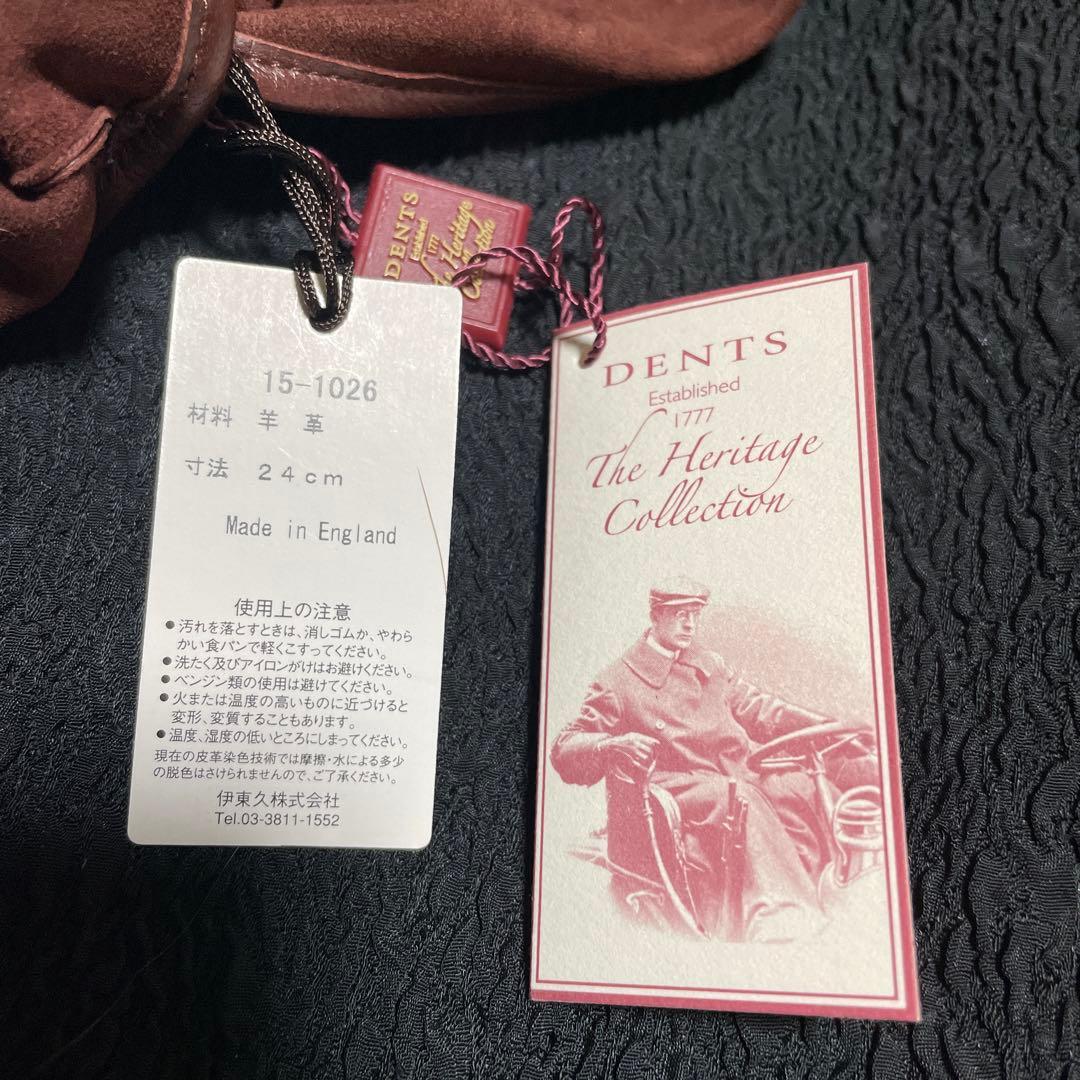 DENTS
Established
1777
The Heritage
Collection
15-1026
材料 羊 革
寸法 24cm
Made in England
使用上の注意
●汚れを落とすときは、消しゴムか、やわら
かい食パンで軽くこすってください。
●洗たく及びアイロンがけはお避けください。
●ベンジン類の使用は避けてください。
●火または温度の高いものに近づけると
変形、変質することもあります。
●温度、湿度の低いところにしまってください。
現在の皮革染色技術では摩擦・水による多少
の脱色はさけられませんので、ご了承ください。
伊東久株式会社
Tel.03-3811-1552
DENTS
Established
1777
The Heritage
Collection